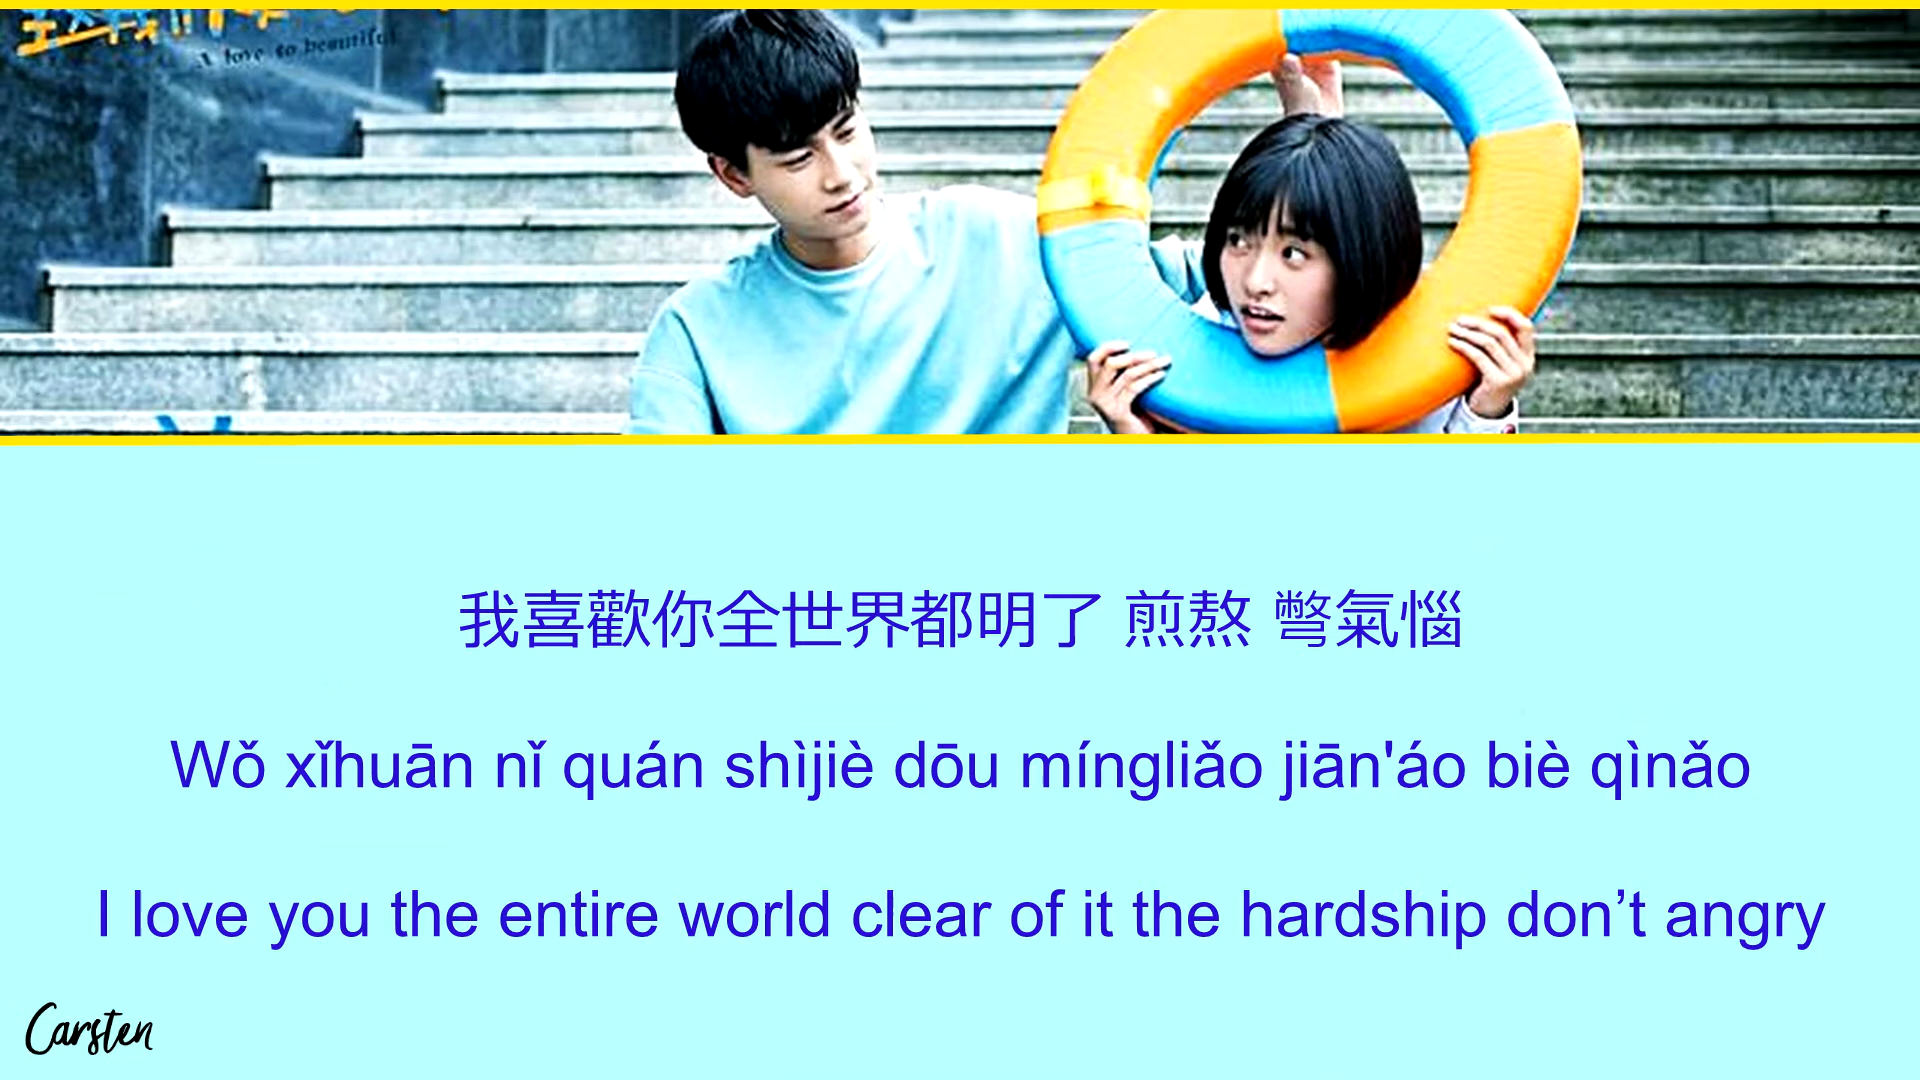 A love so beautiful
我喜歡你全世界都明了 煎熬 彆氣惱
Wǒ xǐhuān nǐ quán shìjiè dōu míngliǎo jiān'áo biè qìnǎo
I love you the entire world clear of it the hardship don’t angry
Carsten